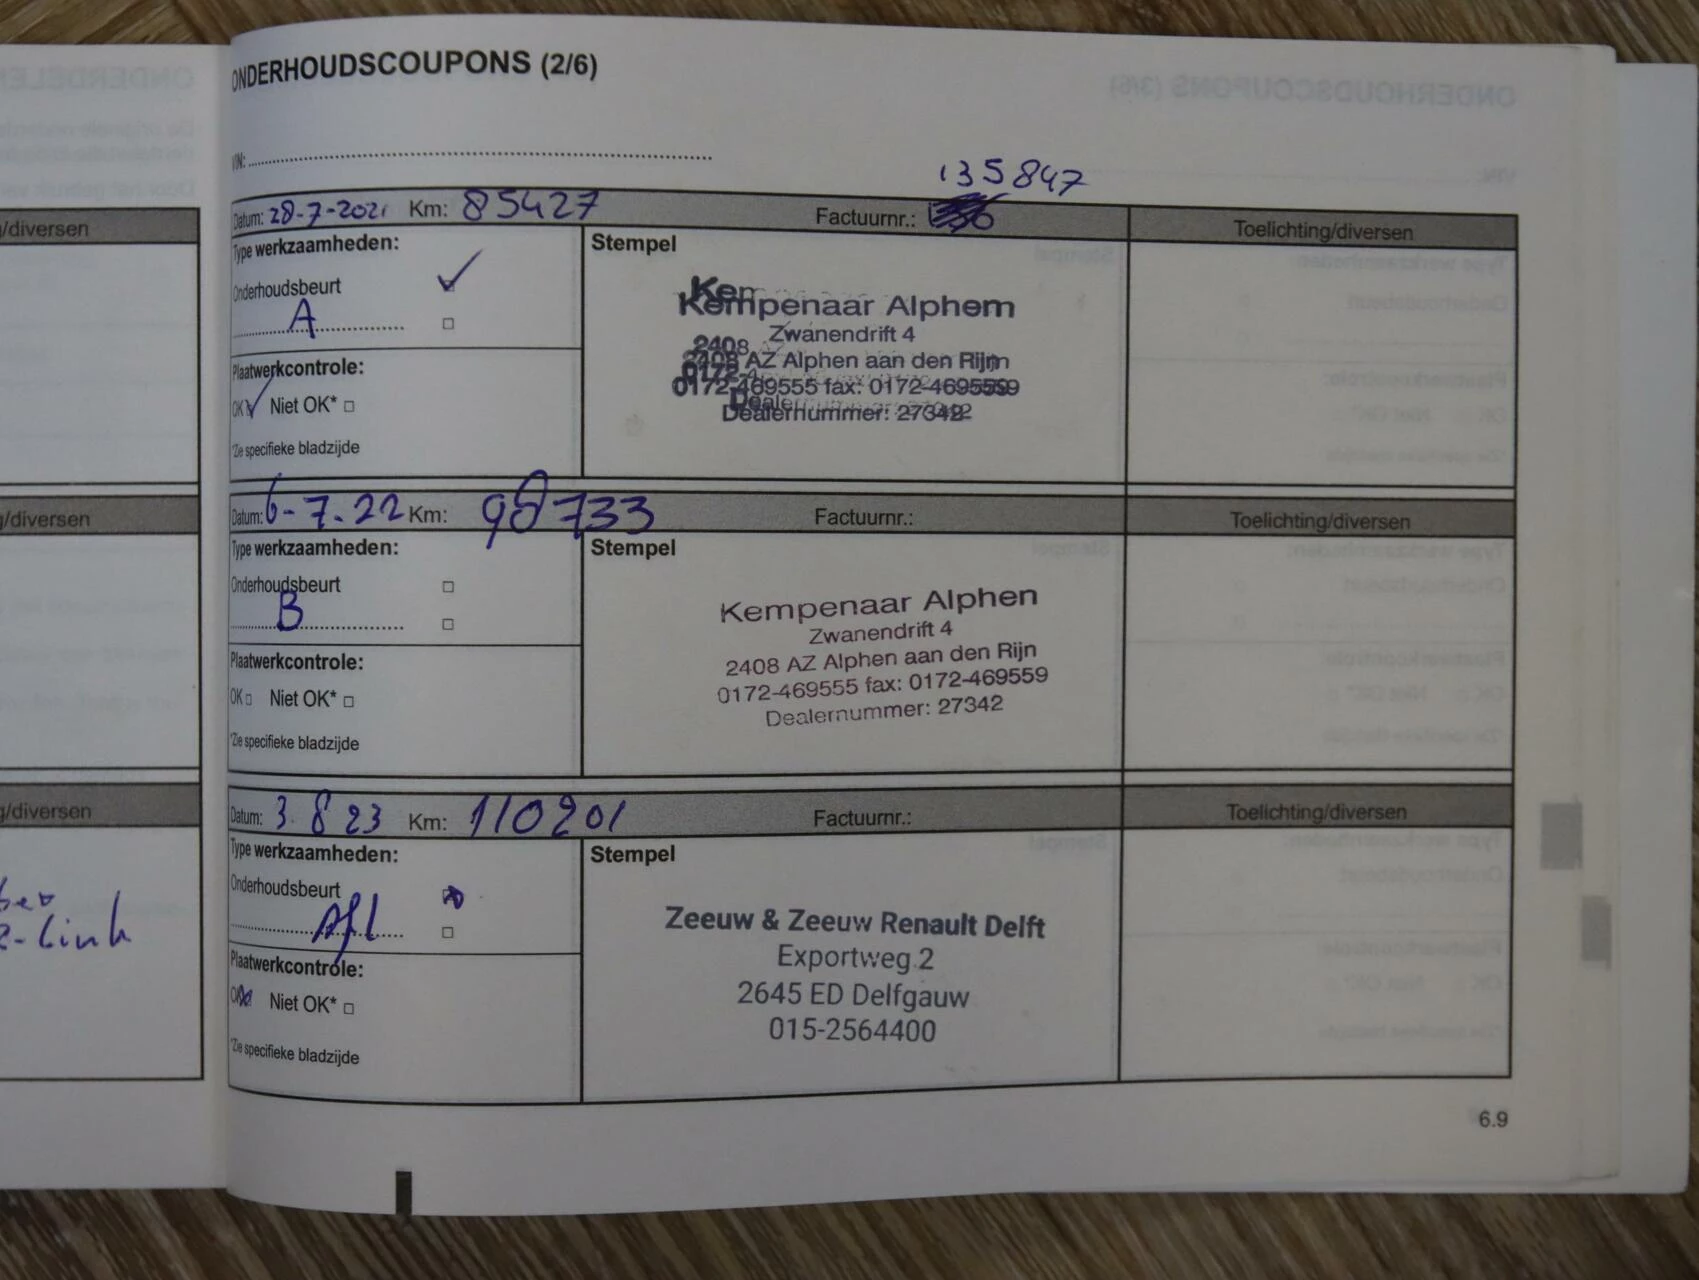 ONDERHOUDSCOUPONS (2/6)
VIN:
135847
Datum: 28-7-2021 Km: 85427 Factuurnr.: Toelichting/diversen
Type werkzaamheden:
Stempel
Onderhoudsbeurt
A
Plaatwerkcontrole:
OK Niet OK*
*Zie specifieke bladzijde
Kempenaar Alphen
Zwanendrift 4
2408 AZ Alphen aan den Rijn
0172-469555 fax: 0172-469559
Dealernummer: 27342
Datum: 6-7-22 Km: 98733 Factuurnr.: Toelichting/diversen
Type werkzaamheden:
Stempel
Onderhoudsbeurt
B
Plaatwerkcontrole:
OK Niet OK*
*Zie specifieke bladzijde
Kempenaar Alphen
Zwanendrift 4
2408 AZ Alphen aan den Rijn
0172-469555 fax: 0172-469559
Dealernummer: 27342
Datum: 3.8 23 Km: 110201 Factuurnr.: Toelichting/diversen
Type werkzaamheden:
Stempel
Onderhoudsbeurt
Afl
Plaatwerkcontrole:
OK Niet OK*
*Zie specifieke bladzijde
Zeeuw & Zeeuw Renault Delft
Exportweg 2
2645 ED Delfgauw
015-2564400
6.9
g/diversen
g/diversen
g/diversen